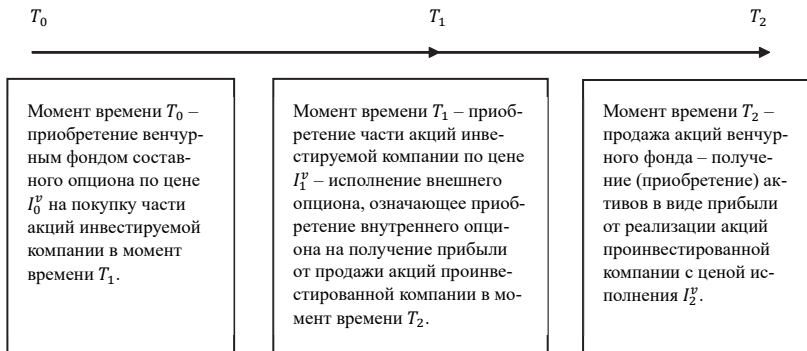 T₀ T₁ T₂
Момент времени T₀ –
приобретение венчур-
ным фондом состав-
ного опциона по цене
I₀ᵛ на покупку части
акций инвестируемой
компании в момент
времени T₁.
Момент времени T₁ – приоб-
ретение части акций инве-
стируемой компании по цене
I₁ᵛ – исполнение внешнего
опциона, означающее приоб-
ретение внутреннего опци-
она на получение прибыли
от продажи акций проинве-
стированной компании в мо-
мент времени T₂.
Момент времени T₂ –
продажа акций венчур-
ного фонда – получе-
ние (приобретение) ак-
тивов в виде прибыли
от реализации акций
проинвестированной
компании с ценой ис-
полнения I₂ᵛ.